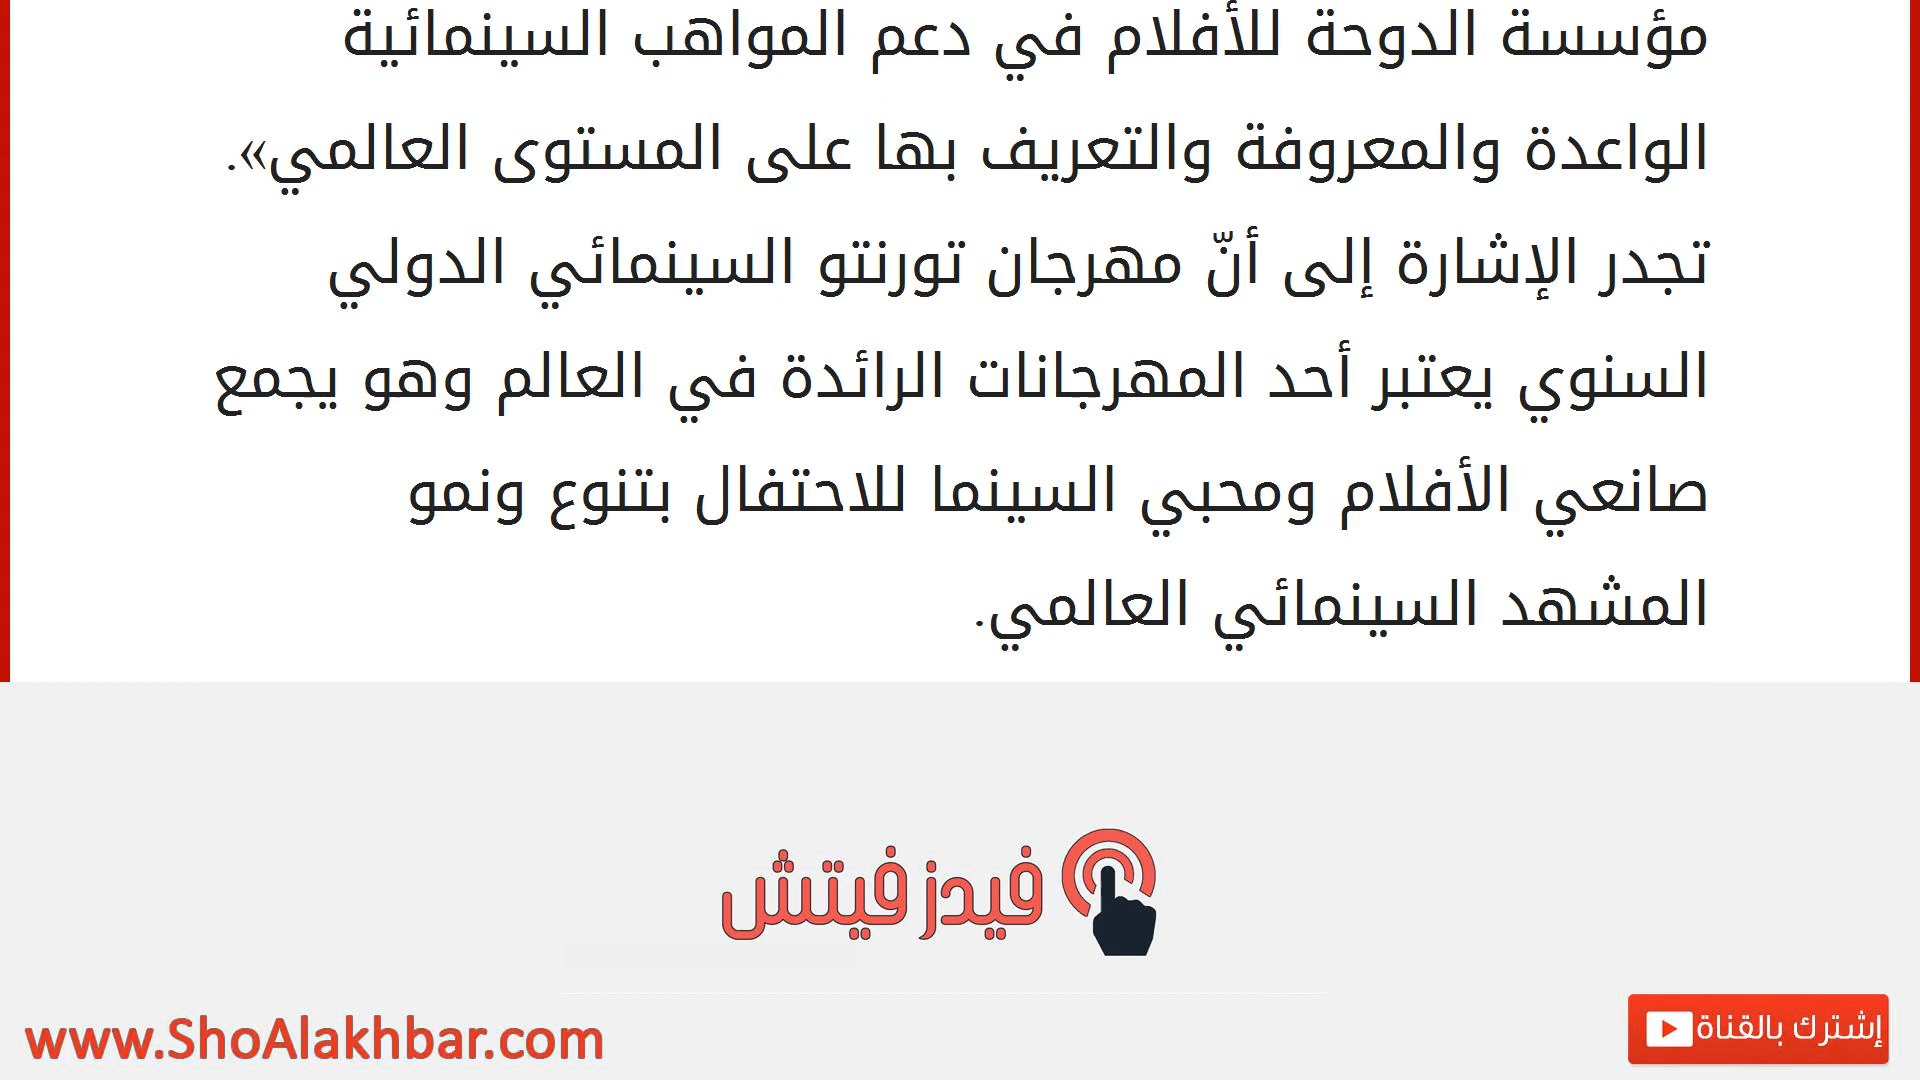 مؤسسة الدوحة للأفلام في دعم المواهب السينمائية
الواعدة والمعروفة والتعريف بها على المستوى العالمي».
تجدر الإشارة إلى أنّ مهرجان تورنتو السينمائي الدولي
السنوي يعتبر أحد المهرجانات الرائدة في العالم وهو يجمع
صانعي الأفلام ومحبي السينما للاحتفال بتنوع ونمو
المشهد السينمائي العالمي.
فيدز فيتش
www.ShoAlakhbar.com
إشترك بالقناة